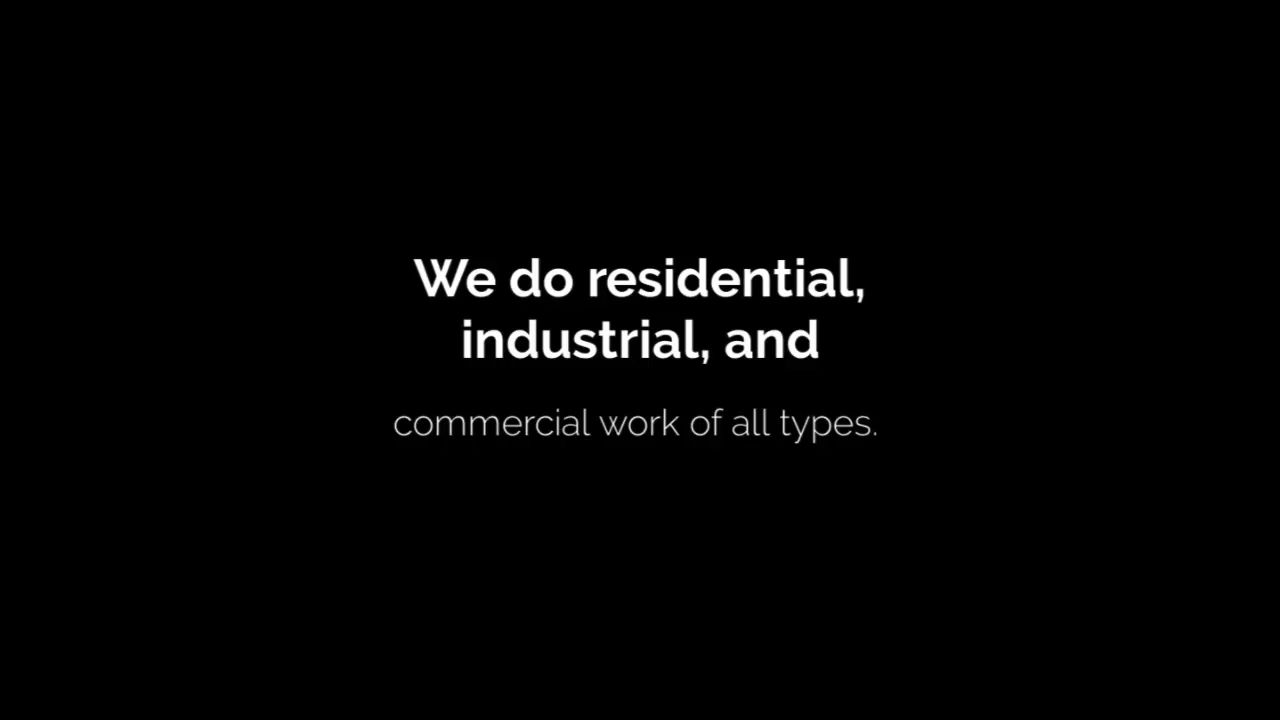 We do residential,
industrial, and
commercial work of all types.